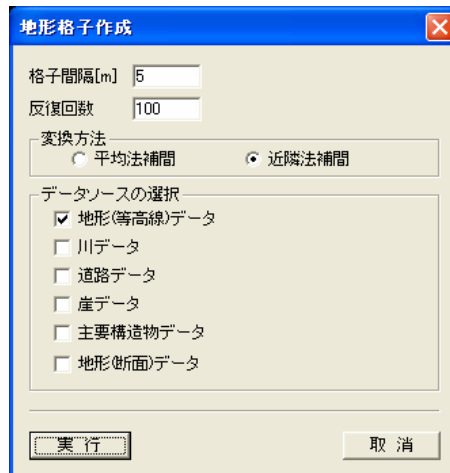 地形格子作成
格子間隔[m] 5
反復回数 100
変換方法
平均法補間 近隣法補間
データソースの選択
地形(等高線)データ
川データ
道路データ
崖データ
主要構造物データ
地形(断面)データ
実 行 取 消